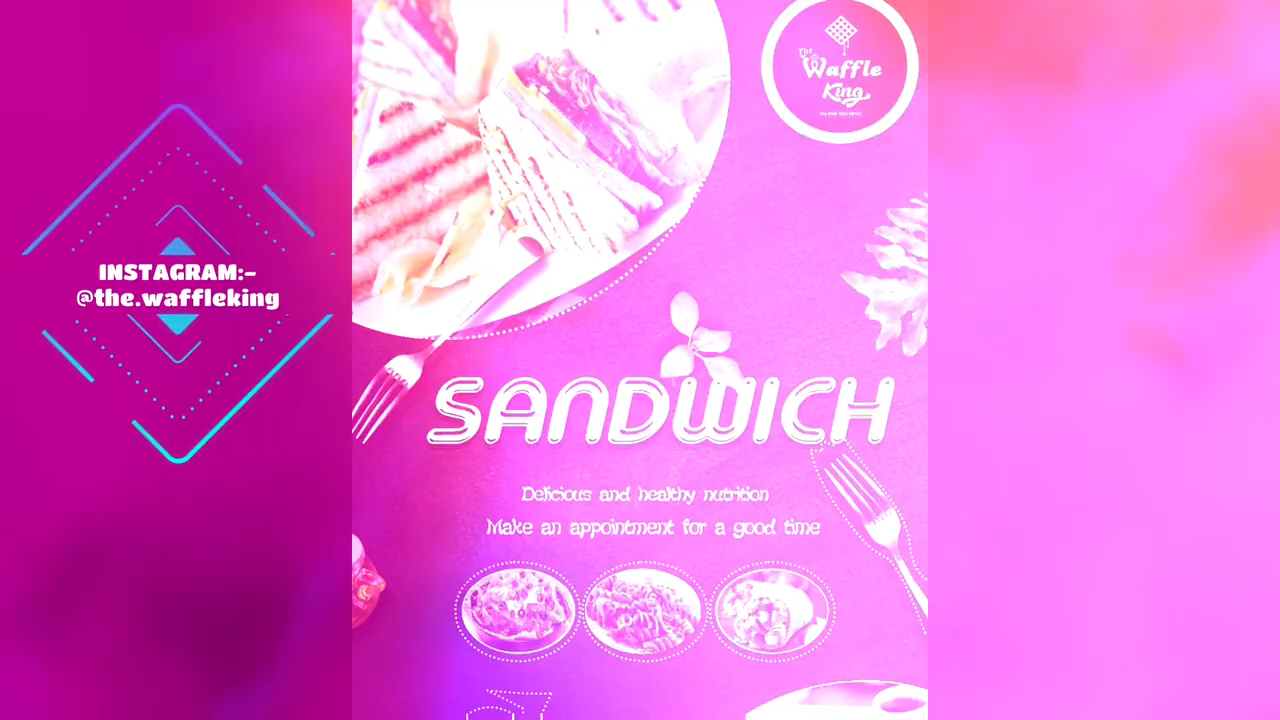 The
Waffle
King
INSTAGRAM:-
@the.waffleking
SANDWICH
Delicious and healthy nutrition
Make an appointment for a good time